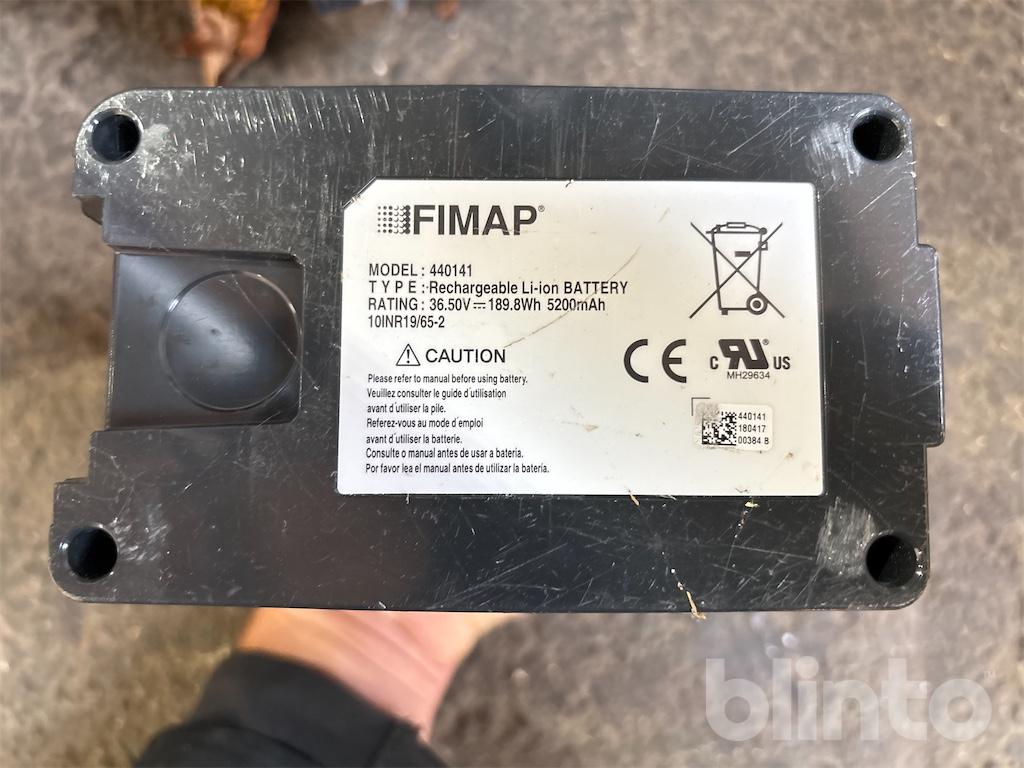 FIMAP®
MODEL : 440141
TYPE : Rechargeable Li-ion BATTERY
RATING : 36.50V⎓189.8Wh 5200mAh
10INR19/65-2
⚠ CAUTION
Please refer to manual before using battery.
Veuillez consulter le guide d'utilisation
avant d'utiliser la pile.
Referez-vous au mode d'emploi
avant d'utiliser la batterie.
Consulte o manual antes de usar a bateria.
Por favor lea el manual antes de utilizar la batería.
CE
c RU US
MH29634
440141
180417
00384 B
blinto™